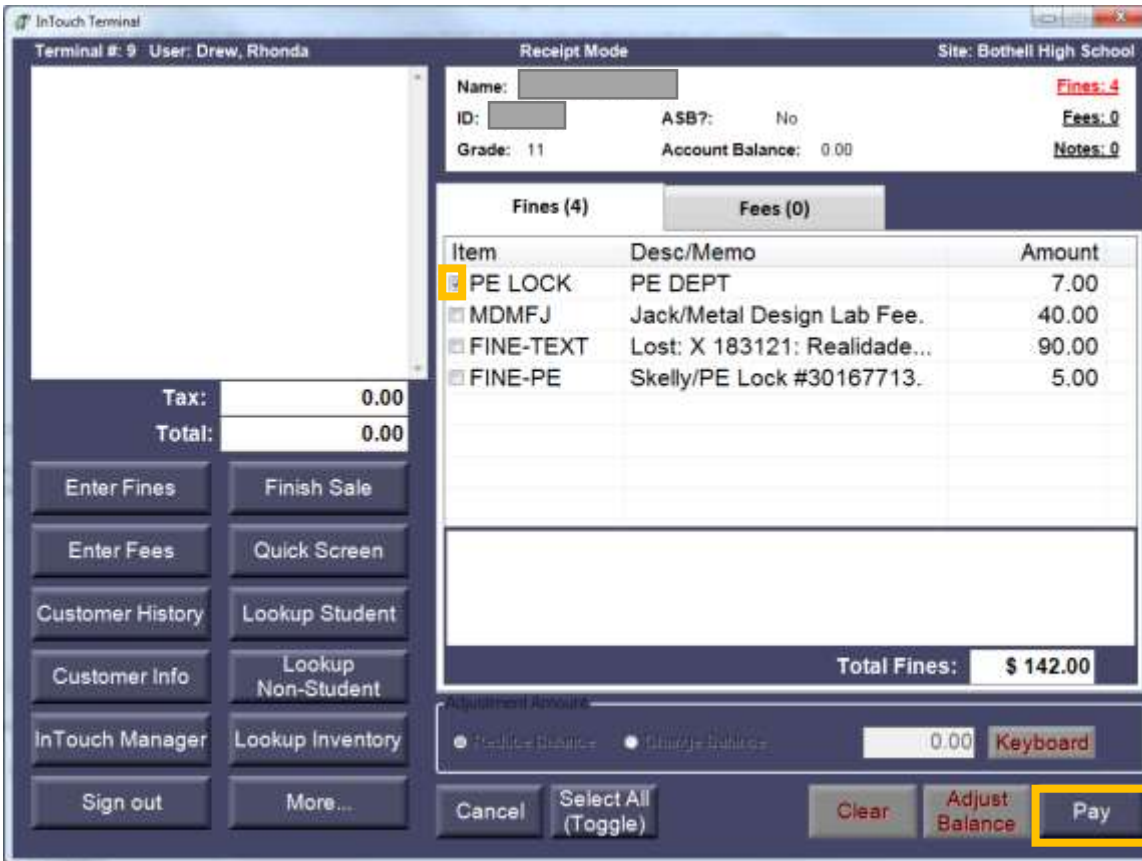 InTouch Terminal
Terminal #: 9 User: Drew, Rhonda Receipt Mode Site: Bothell High School
Name: Fines: 4
ID: ASB?: No Fees: 0
Grade: 11 Account Balance: 0.00 Notes: 0
Fines (4) Fees (0)
Item Desc/Memo Amount
PE LOCK PE DEPT 7.00
MDMFJ Jack/Metal Design Lab Fee. 40.00
FINE-TEXT Lost: X 183121: Realidade... 90.00
FINE-PE Skelly/PE Lock #30167713. 5.00
Tax: 0.00
Total: 0.00
Enter Fines Finish Sale
Enter Fees Quick Screen
Customer History Lookup Student
Customer Info Lookup
Non-Student
InTouch Manager Lookup Inventory
Sign out More...
Total Fines: $ 142.00
Adjustment Amount
Reduce Balance Change Balance 0.00 Keyboard
Cancel Select All
(Toggle) Clear Adjust
Balance Pay